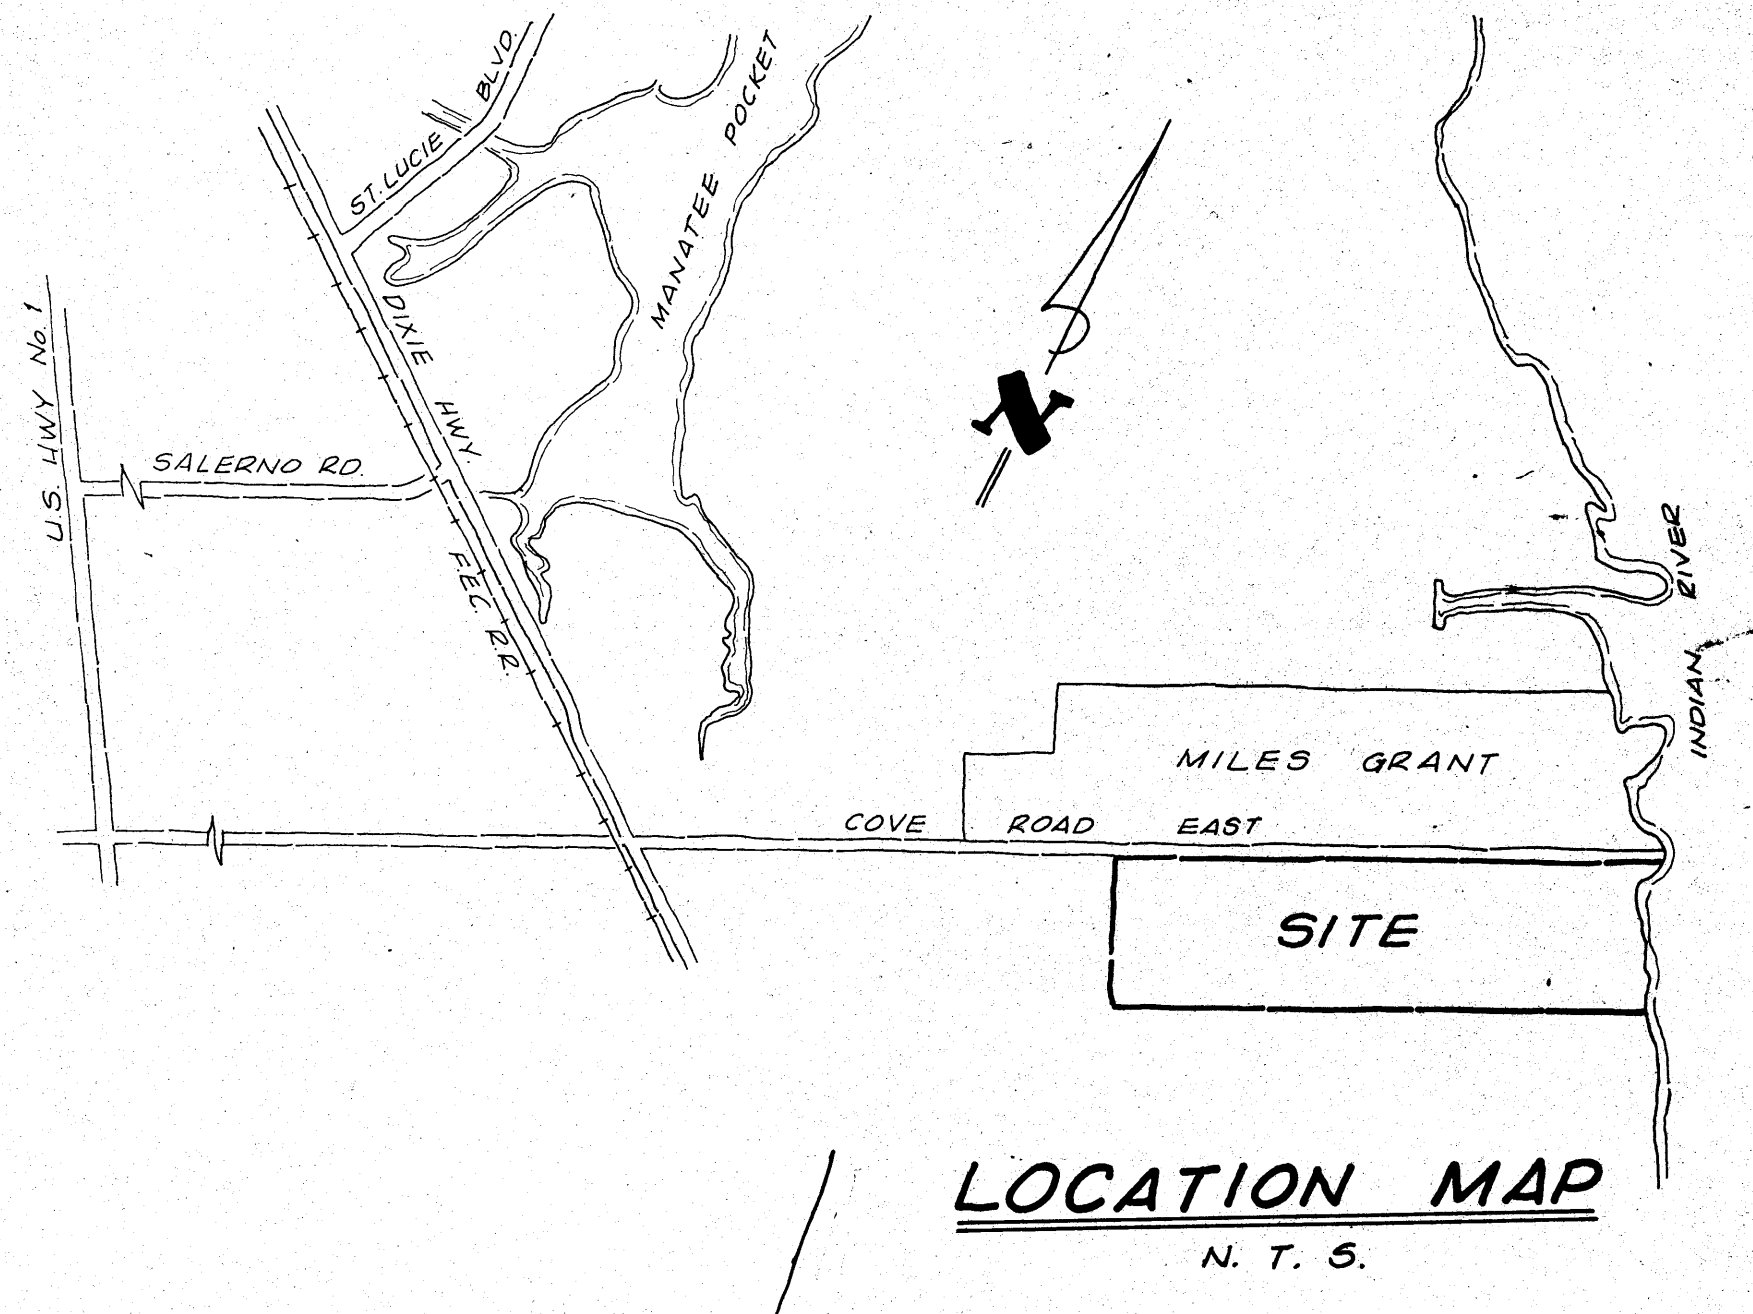 ST. LUCIE BLVD.
MANATEE POCKET
DIXIE HWY.
U.S. HWY No. 1
SALERNO RD.
F.E.C. R.R.
INDIAN RIVER
MILES GRANT
COVE ROAD EAST
SITE
LOCATION MAP
N. T. S.